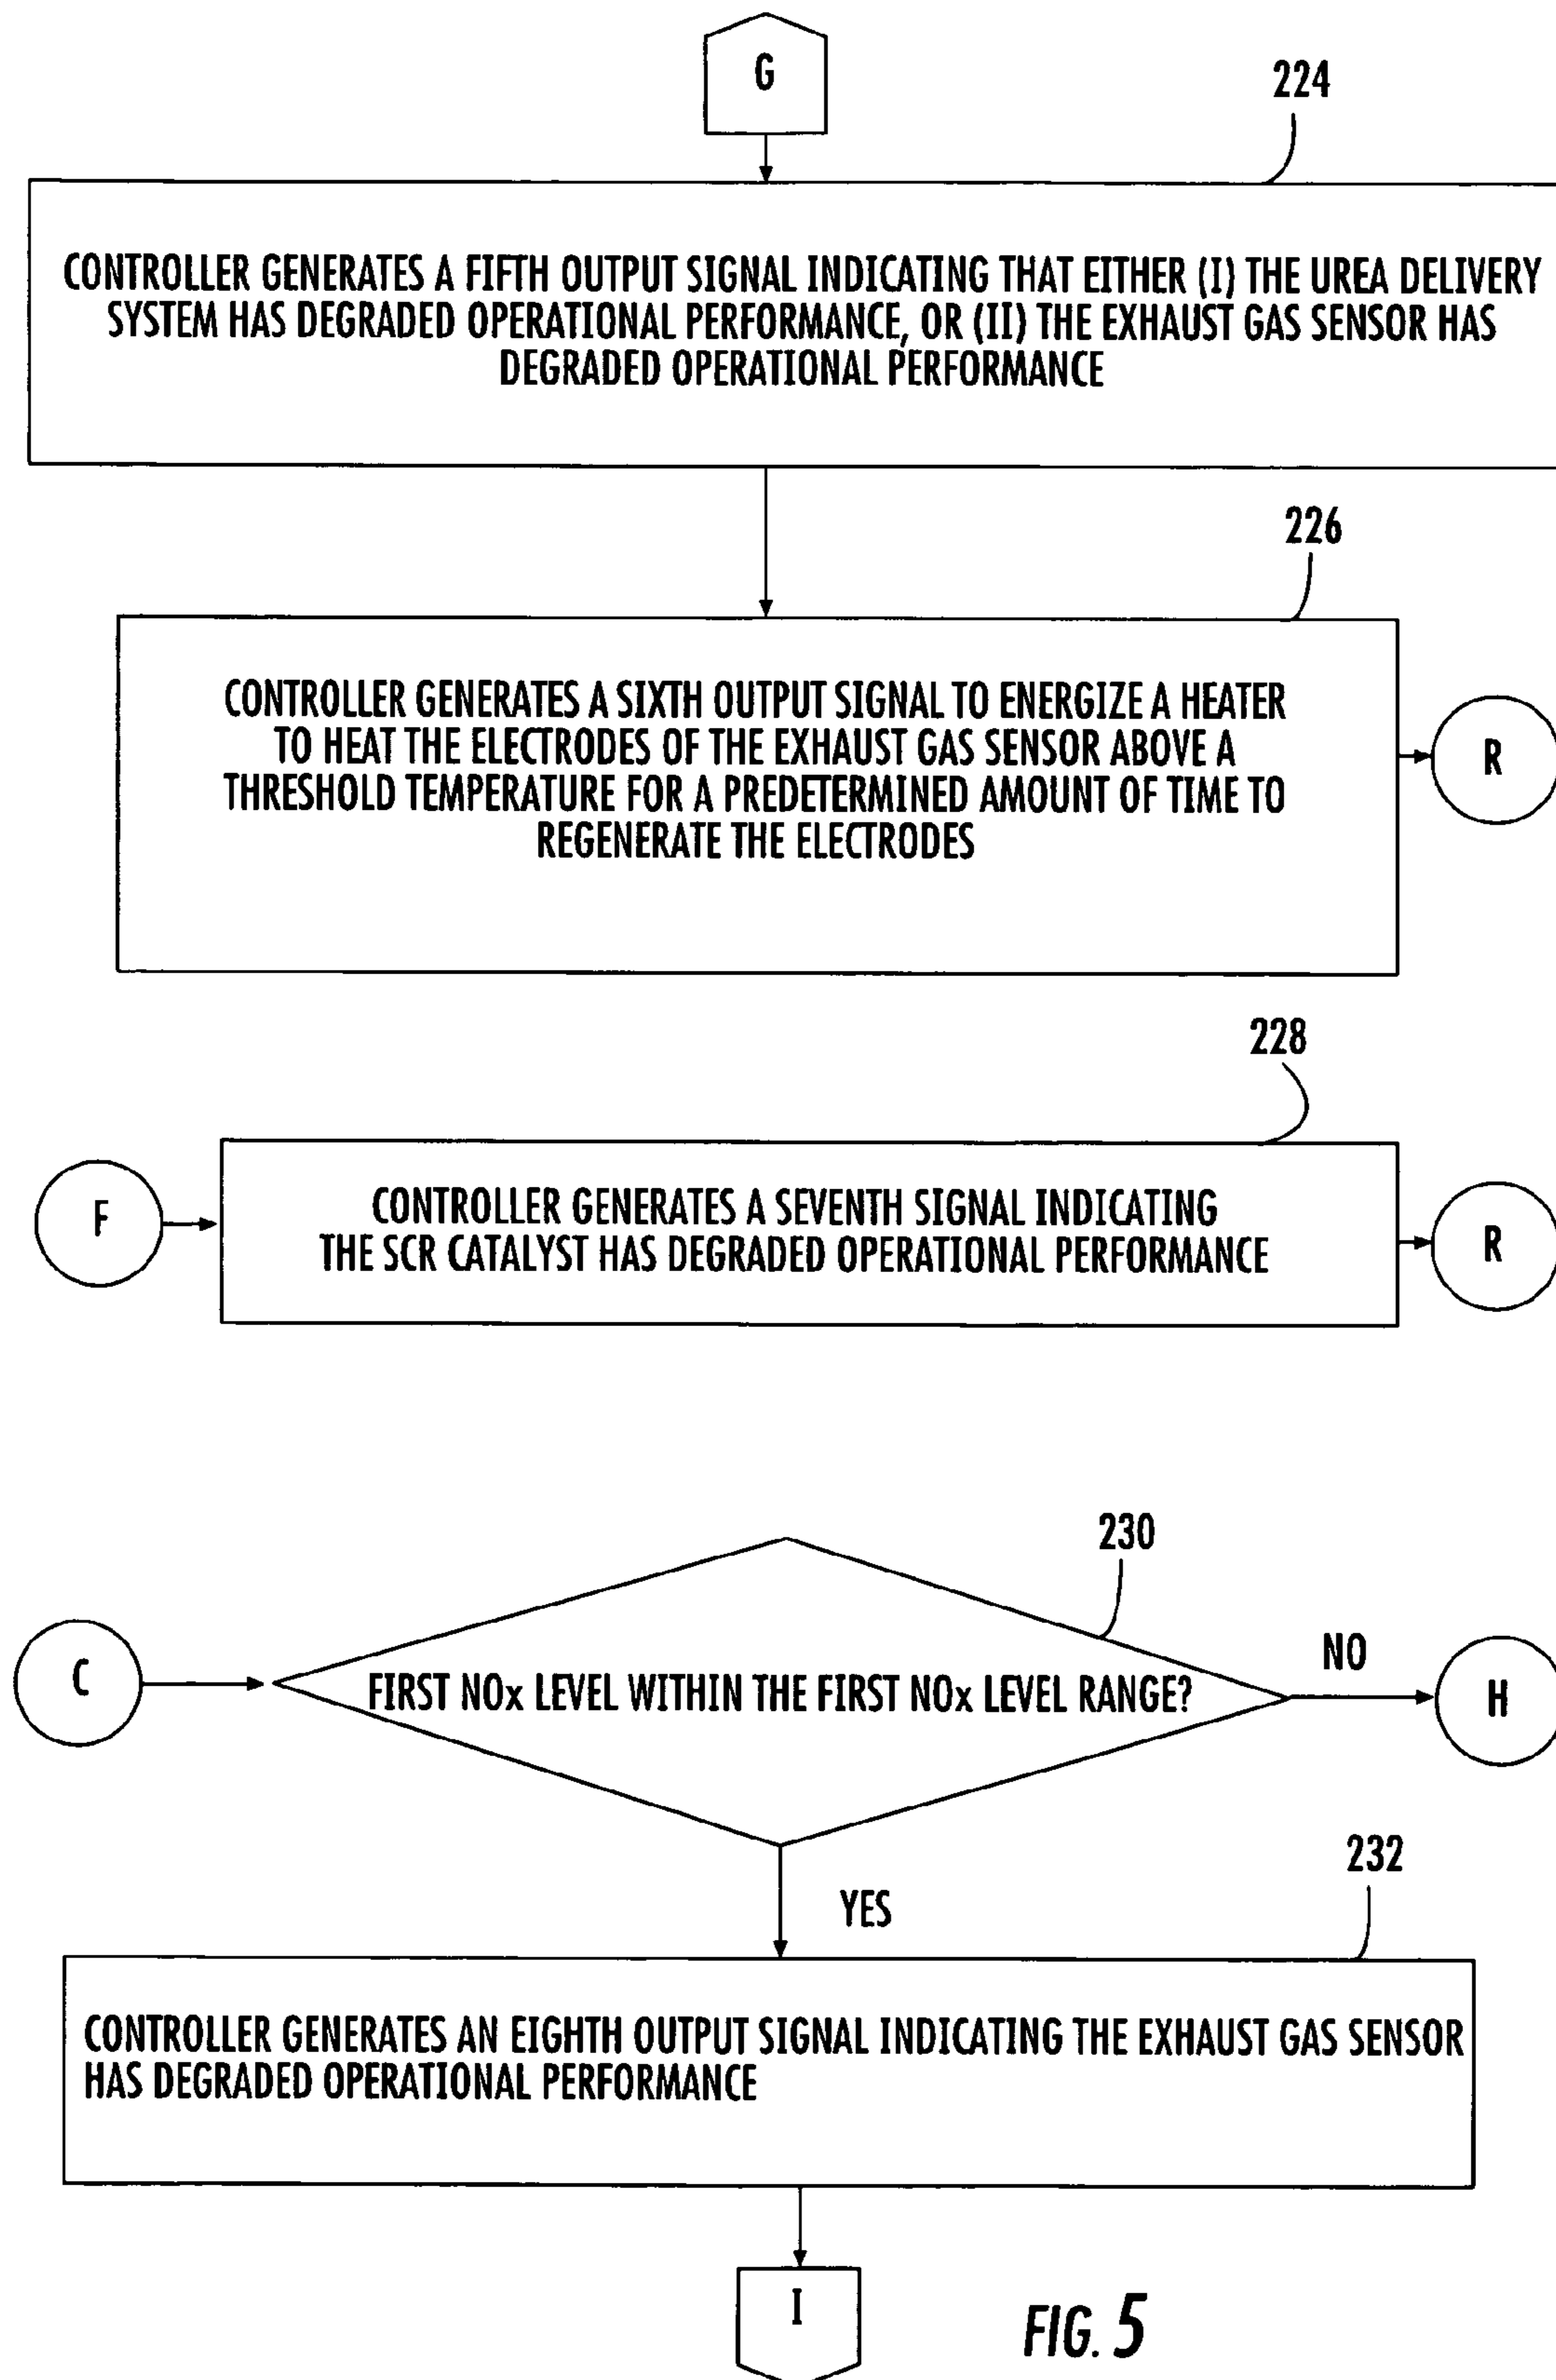 G
224
CONTROLLER GENERATES A FIFTH OUTPUT SIGNAL INDICATING THAT EITHER (I) THE UREA DELIVERY
SYSTEM HAS DEGRADED OPERATIONAL PERFORMANCE, OR (II) THE EXHAUST GAS SENSOR HAS
DEGRADED OPERATIONAL PERFORMANCE
226
CONTROLLER GENERATES A SIXTH OUTPUT SIGNAL TO ENERGIZE A HEATER
TO HEAT THE ELECTRODES OF THE EXHAUST GAS SENSOR ABOVE A
THRESHOLD TEMPERATURE FOR A PREDETERMINED AMOUNT OF TIME TO
REGENERATE THE ELECTRODES
R
228
F
CONTROLLER GENERATES A SEVENTH SIGNAL INDICATING
THE SCR CATALYST HAS DEGRADED OPERATIONAL PERFORMANCE
R
230
C
FIRST NOx LEVEL WITHIN THE FIRST NOx LEVEL RANGE?
NO
H
YES
232
CONTROLLER GENERATES AN EIGHTH OUTPUT SIGNAL INDICATING THE EXHAUST GAS SENSOR
HAS DEGRADED OPERATIONAL PERFORMANCE
I
FIG. 5